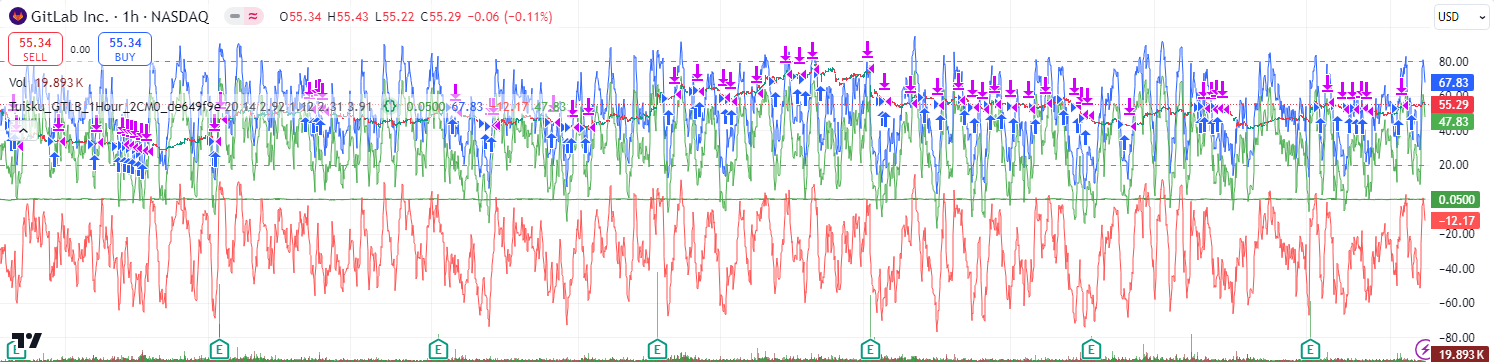 GitLab Inc. · 1h · NASDAQ O55.34 H55.43 L55.22 C55.29 −0.06 (−0.11%)
USD
55.34 SELL 0.00 55.34 BUY
Vol 19.893 K
Tuisku_GTLB_1Hour_2CMO_de649f9e 20 14 2.92 1.12 2.31 3.91 {} 0.0500 67.83 −12.17 47.83
80.00
67.83
55.29
47.83
40.00
20.00
0.0500
−12.17
−20.00
−40.00
−60.00
−80.00
19.893 K
E E E E E E E